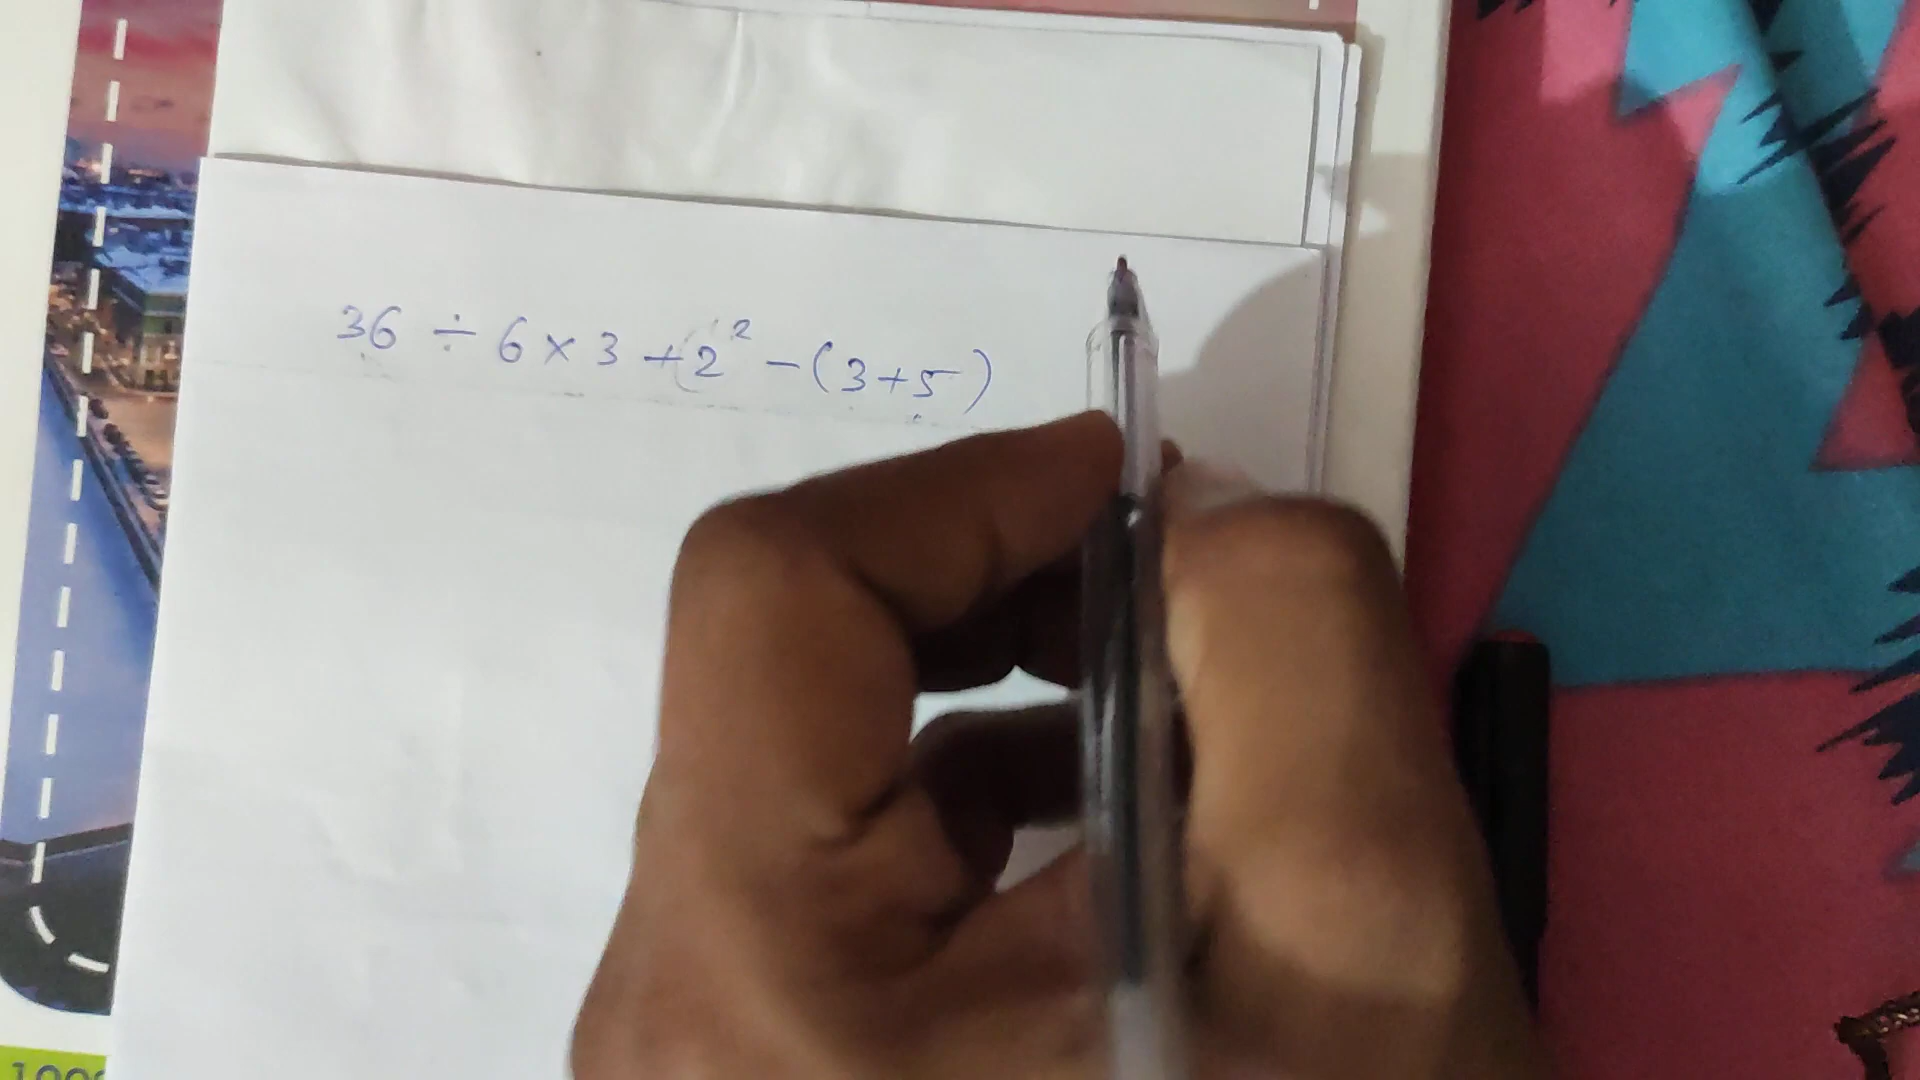 36 ÷ 6 × 3 + 2² - (3+5)